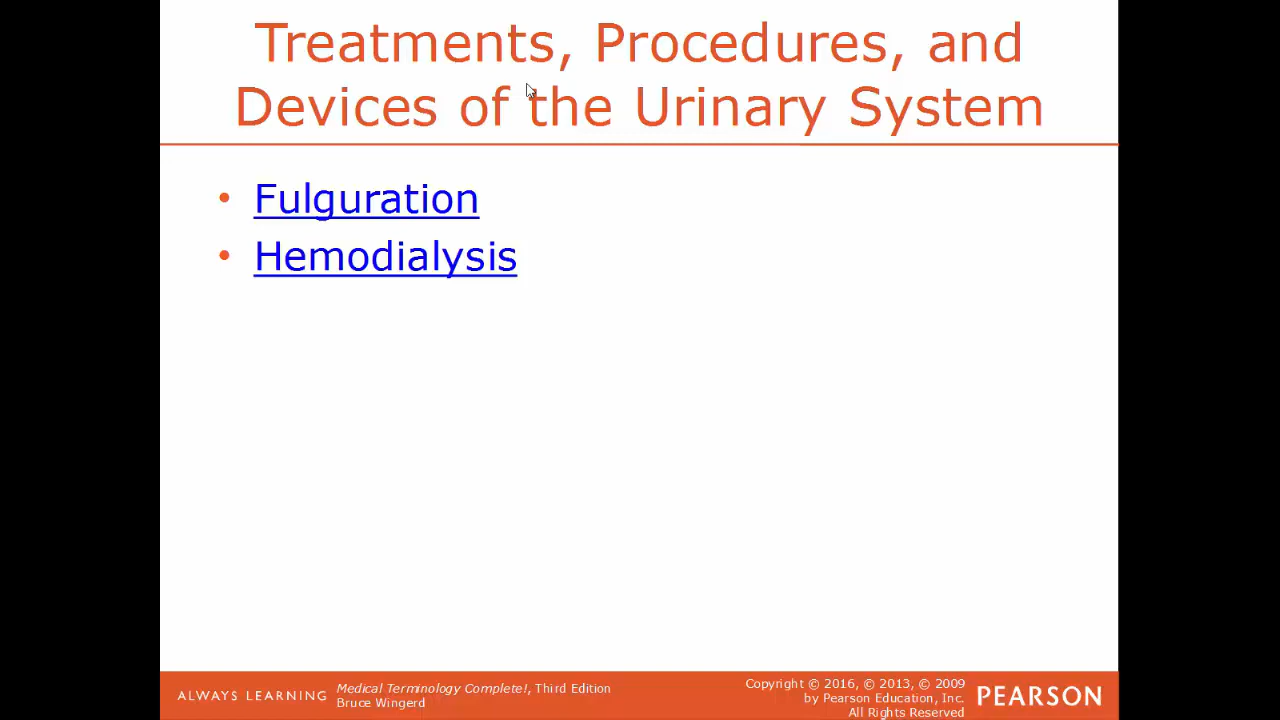 Treatments, Procedures, and
Devices of the Urinary System
• Fulguration
• Hemodialysis
ALWAYS LEARNING
Medical Terminology Complete!, Third Edition
Bruce Wingerd
Copyright © 2016, © 2013, © 2009
by Pearson Education, Inc.
All Rights Reserved
PEARSON